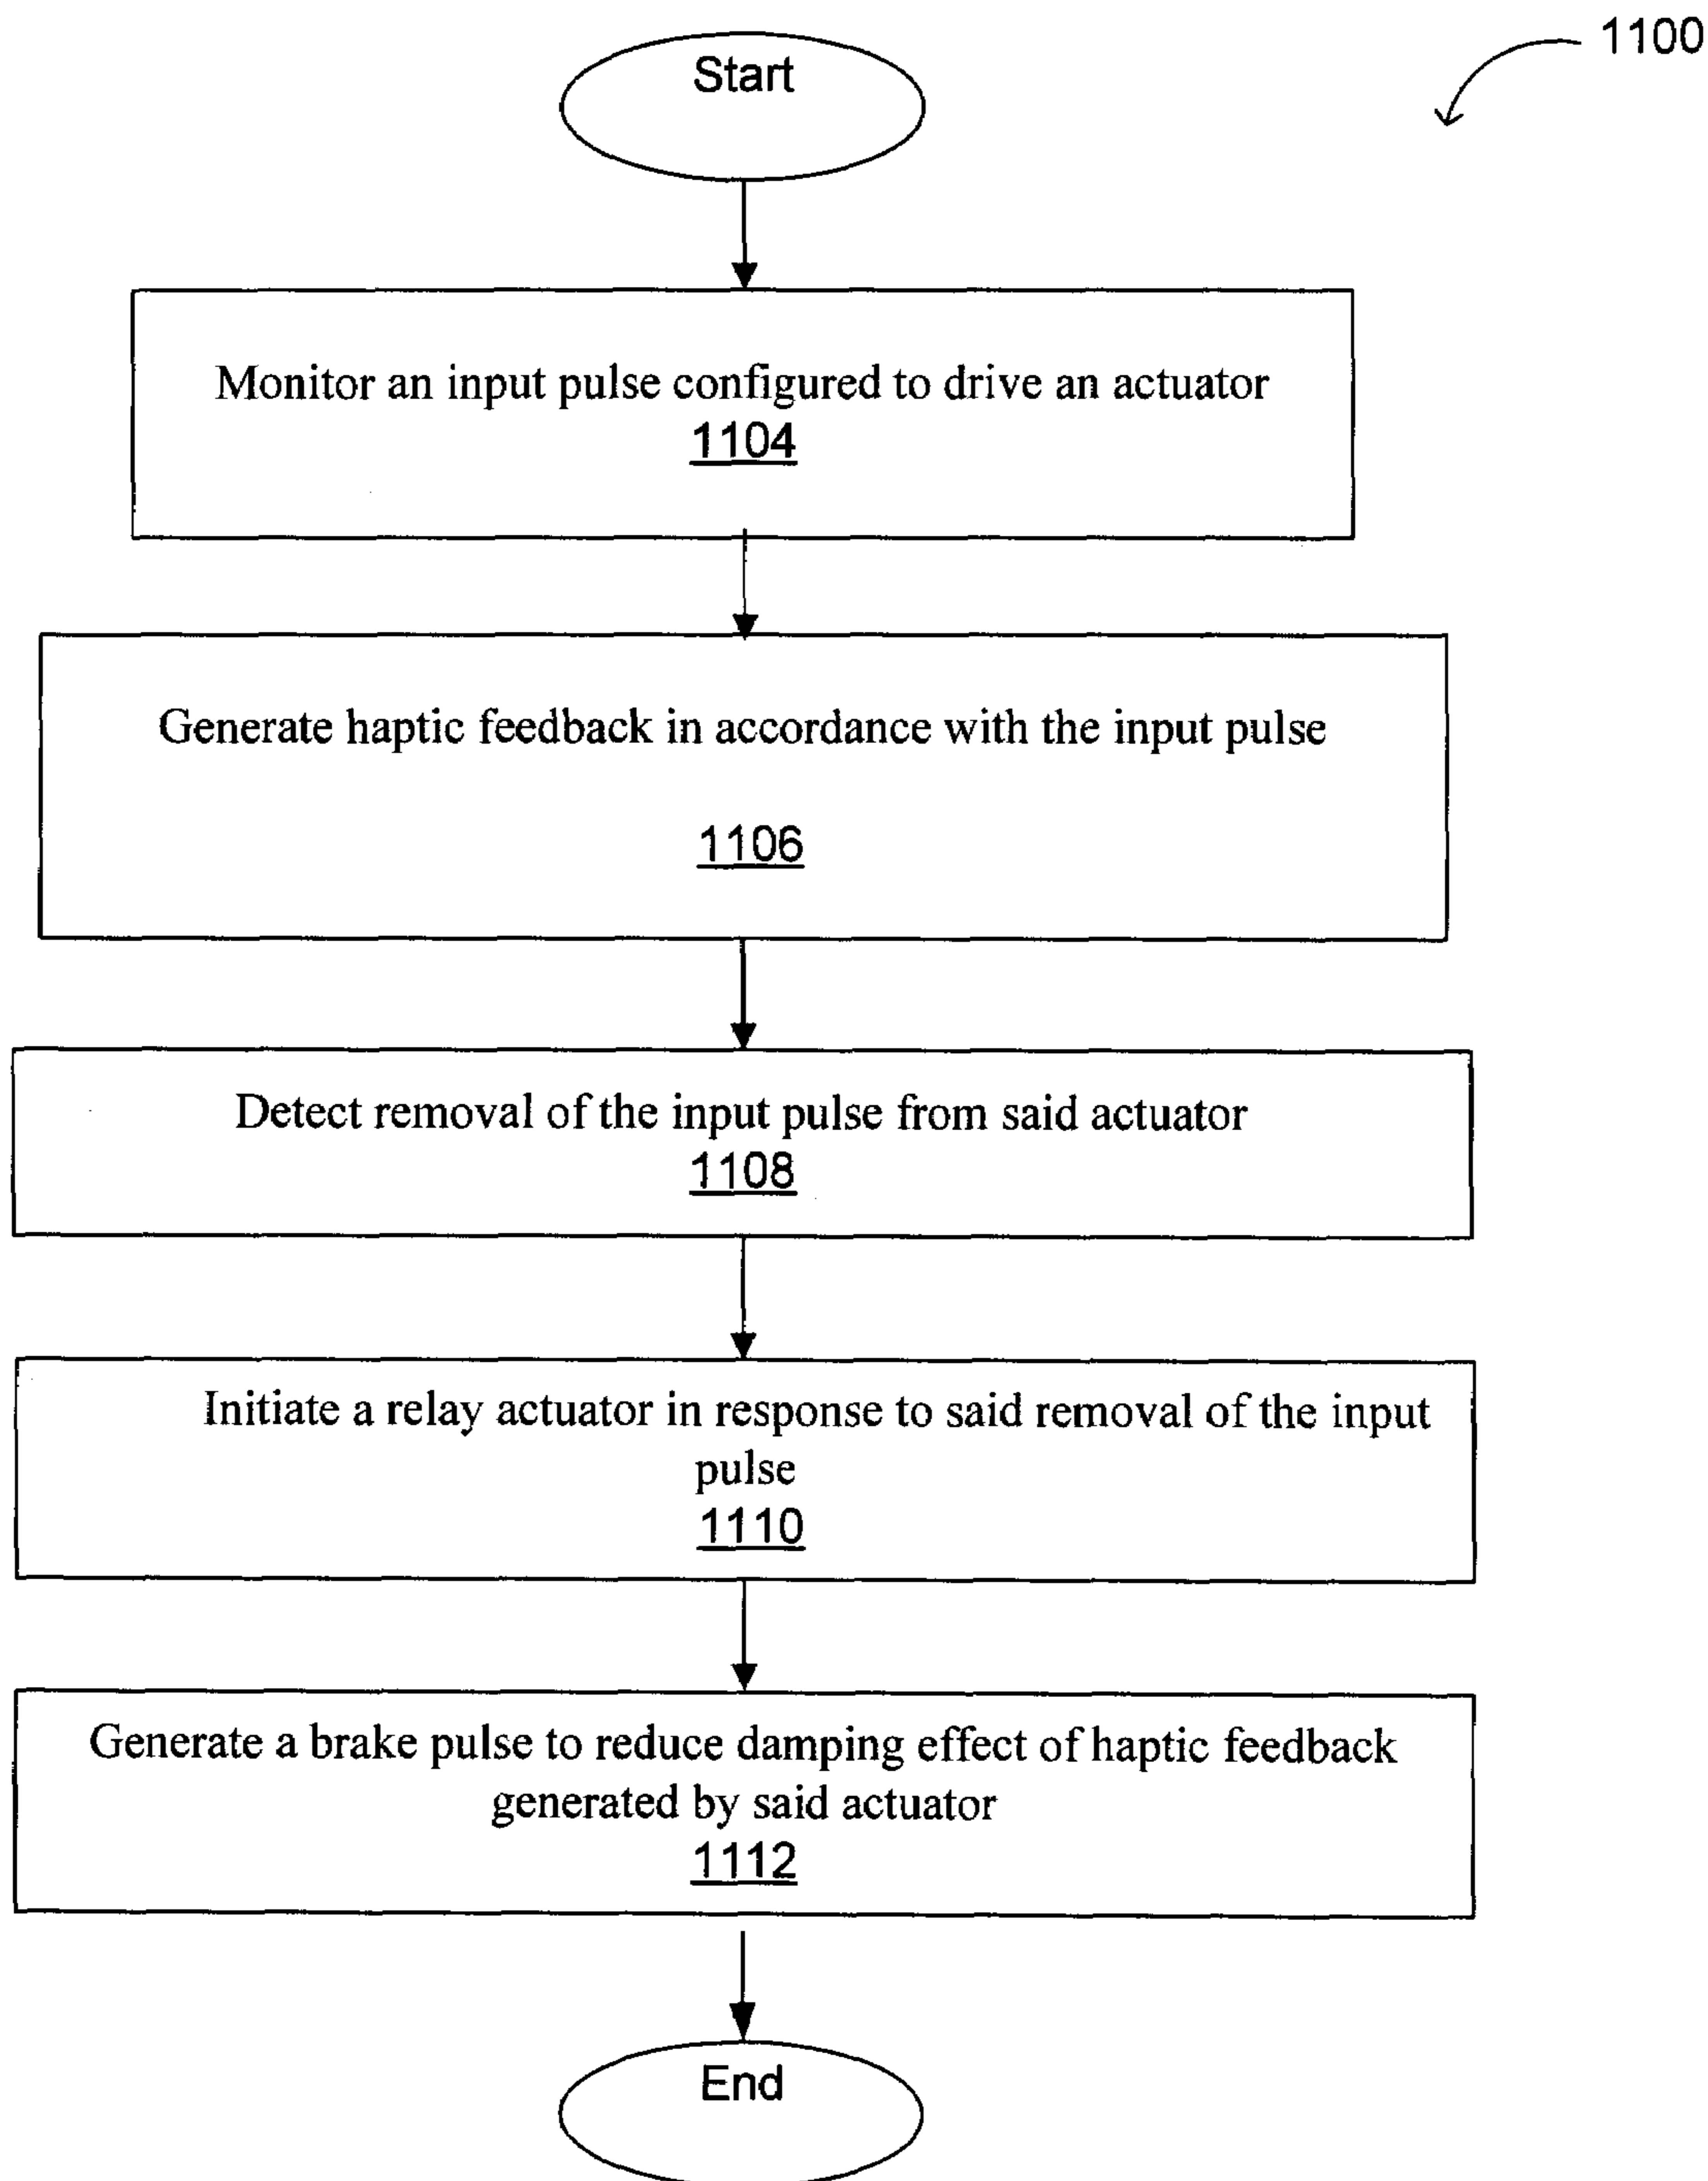 1100
Start
Monitor an input pulse configured to drive an actuator
1104
Generate haptic feedback in accordance with the input pulse
1106
Detect removal of the input pulse from said actuator
1108
Initiate a relay actuator in response to said removal of the input
pulse
1110
Generate a brake pulse to reduce damping effect of haptic feedback
generated by said actuator
1112
End